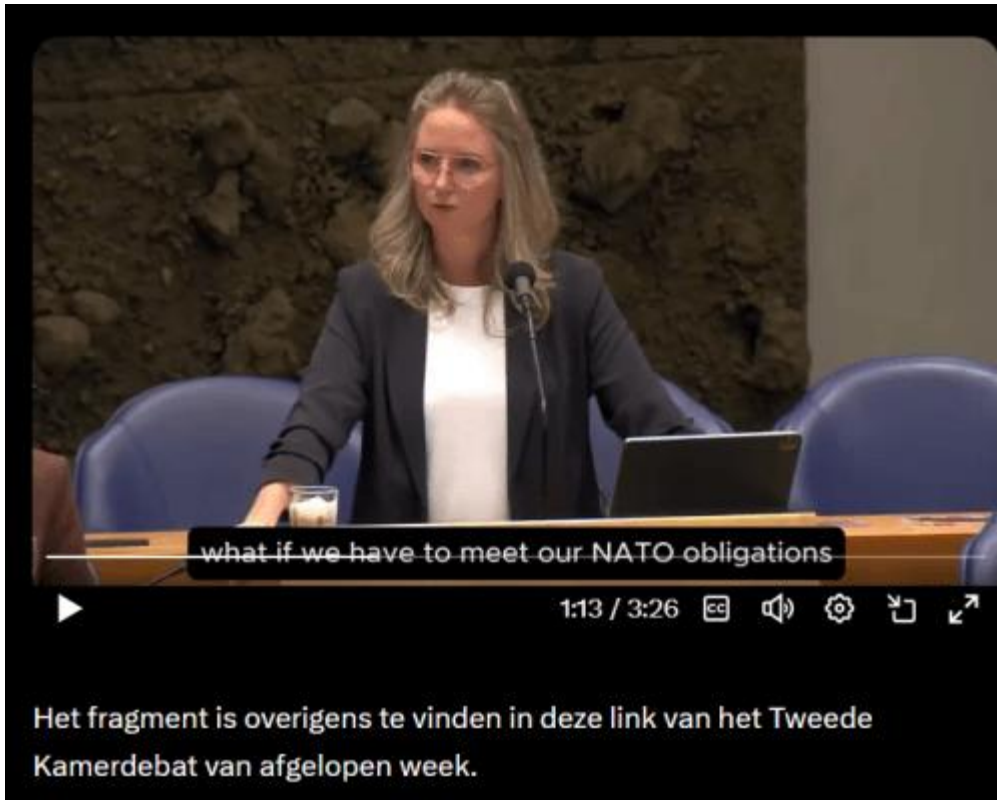 what if we have to meet our NATO obligations
1:13 / 3:26
CC
Het fragment is overigens te vinden in deze link van het Tweede
Kamerdebat van afgelopen week.